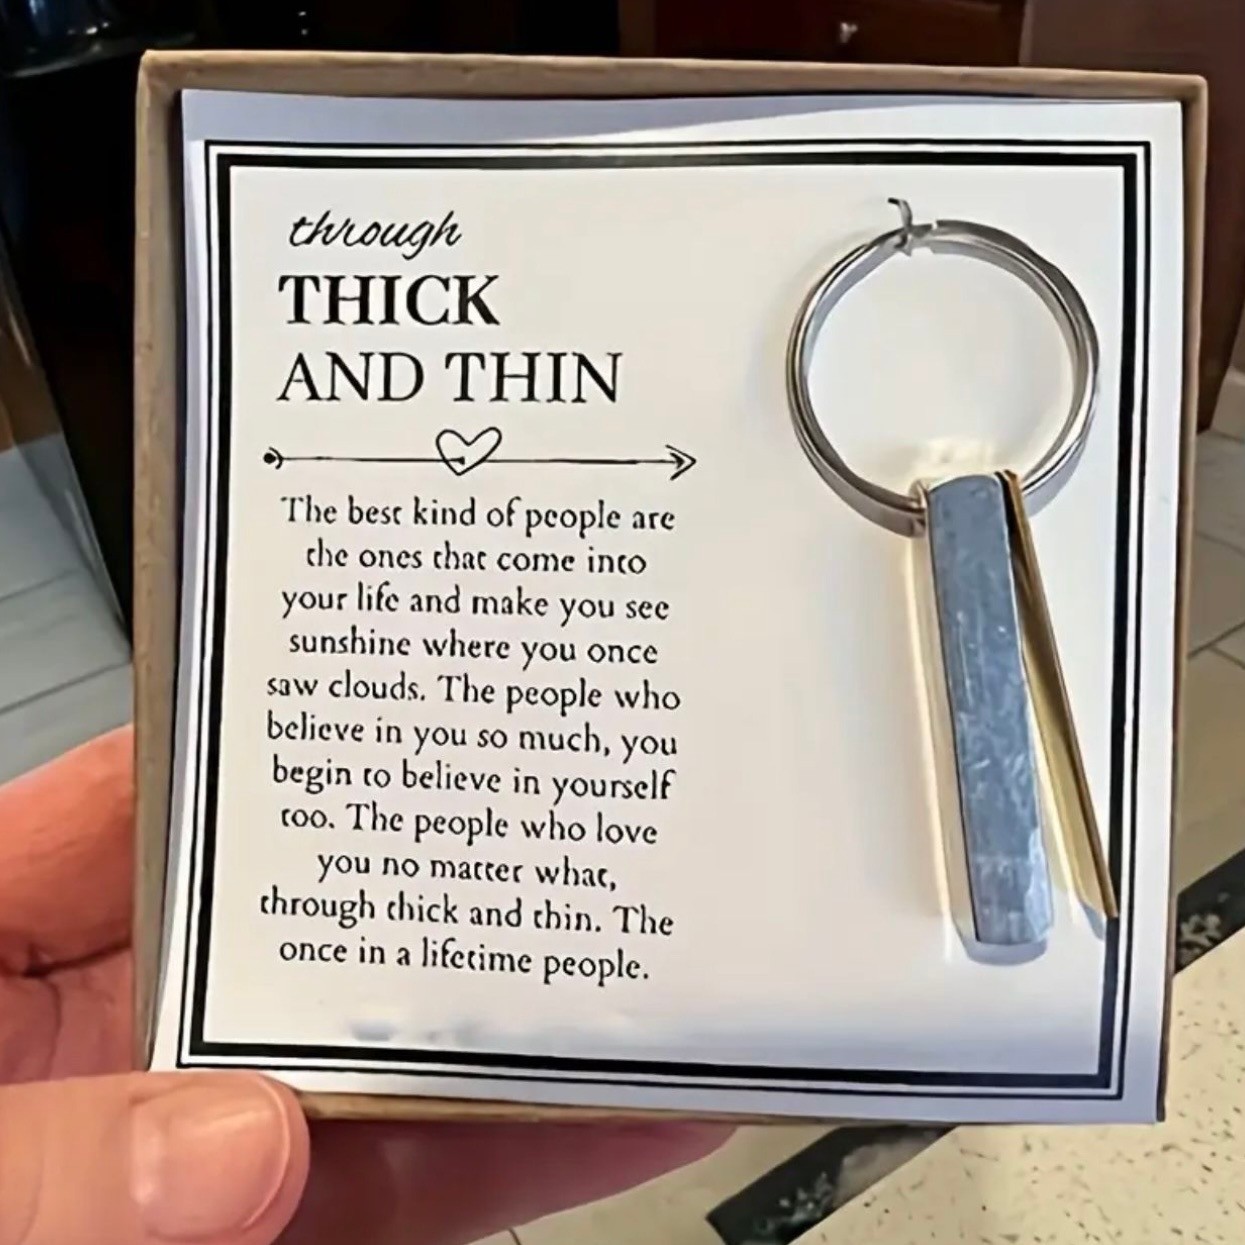 through
THICK
AND THIN
The best kind of people are
the ones that come into
your life and make you see
sunshine where you once
saw clouds. The people who
believe in you so much, you
begin to believe in yourself
too. The people who love
you no matter what,
through thick and thin. The
once in a lifetime people.